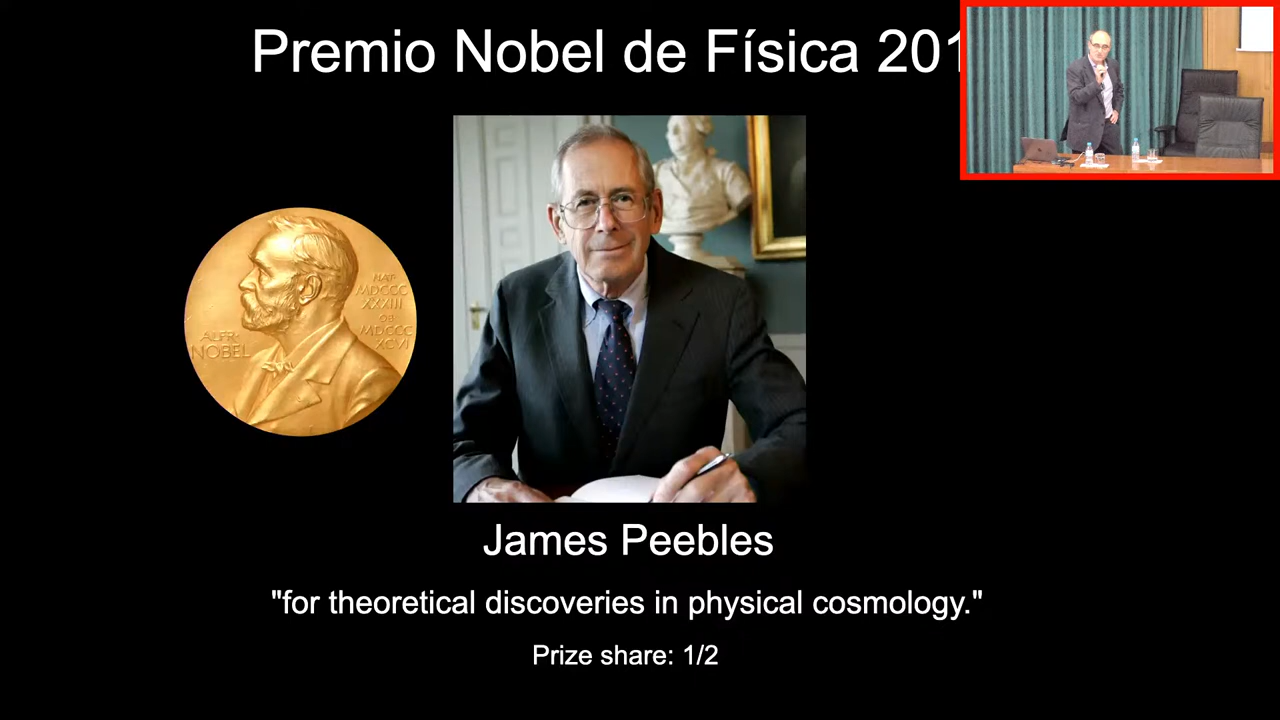 Premio Nobel de Física 201
ALFR·
NOBEL
NAT·
MDCCC
XXXIII
OB·
MDCCC
XCVI
James Peebles
"for theoretical discoveries in physical cosmology."
Prize share: 1/2